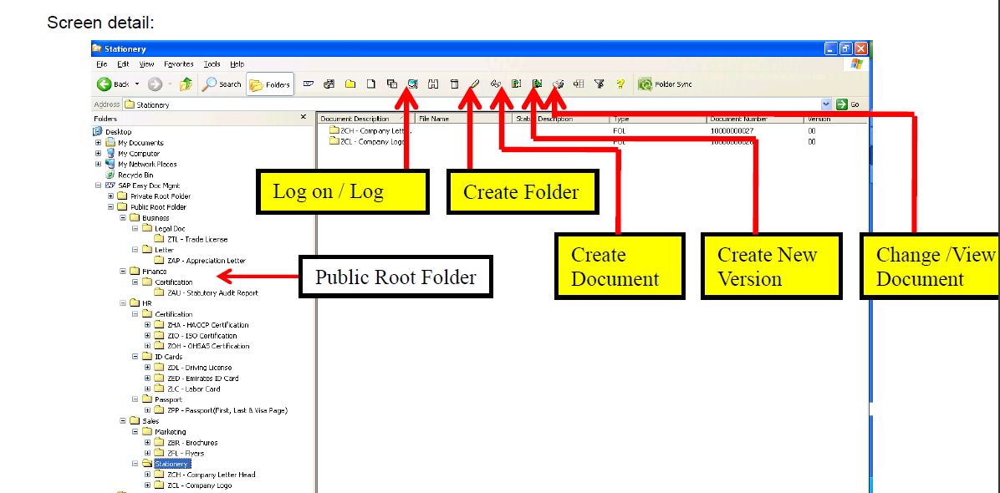 Screen detail:
Stationery
File Edit View Favorites Tools Help
Back Search Folders Folder Sync
Address Stationery Go
Folders x Document Description File Name Status Description Type Document Number Version
Desktop
My Documents
My Computer
My Network Places
Recycle Bin
SAP Easy Doc Mgmt
Private Root Folder
Public Root Folder
Business
Legal Doc
ZTL - Trade License
Letter
ZAP - Appreciation Letter
Finance
Certification
ZAU - Statutory Audit Report
HR
Certification
ZHA - HACCP Certification
ZIO - ISO Certification
ZOH - OHSAS Certification
ID Cards
ZDL - Driving License
ZED - Emirates ID Card
ZLC - Labor Card
Passport
ZPP - Passport(First, Last & Visa Page)
Sales
Marketing
ZBR - Brochures
ZFL - Flyers
Stationery
ZCH - Company Letter Head
ZCL - Company Logo
ZCH - Company Lette FOL 10000000027 00
ZCL - Company Logo FOL 00
Log on / Log
Create Folder
Create
Document
Create New
Version
Change /View
Document
Public Root Folder